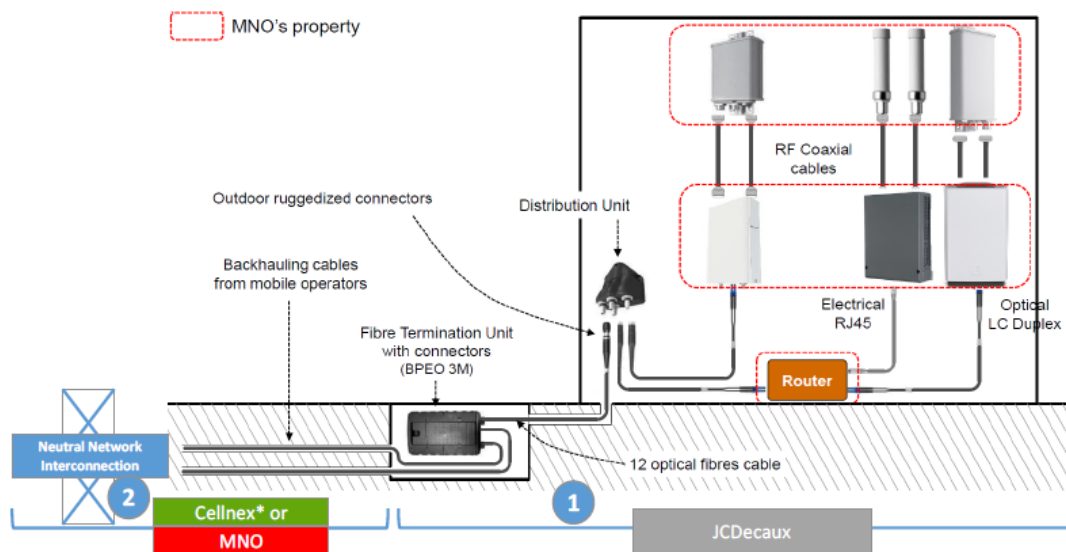 MNO's property
RF Coaxial
cables
Outdoor ruggedized connectors
Distribution Unit
Backhauling cables
from mobile operators
Electrical
RJ45
Optical
LC Duplex
Fibre Termination Unit
with connectors
(BPEO 3M)
Router
Neutral Network
Interconnection
12 optical fibres cable
2
1
Cellnex* or
MNO
JCDecaux